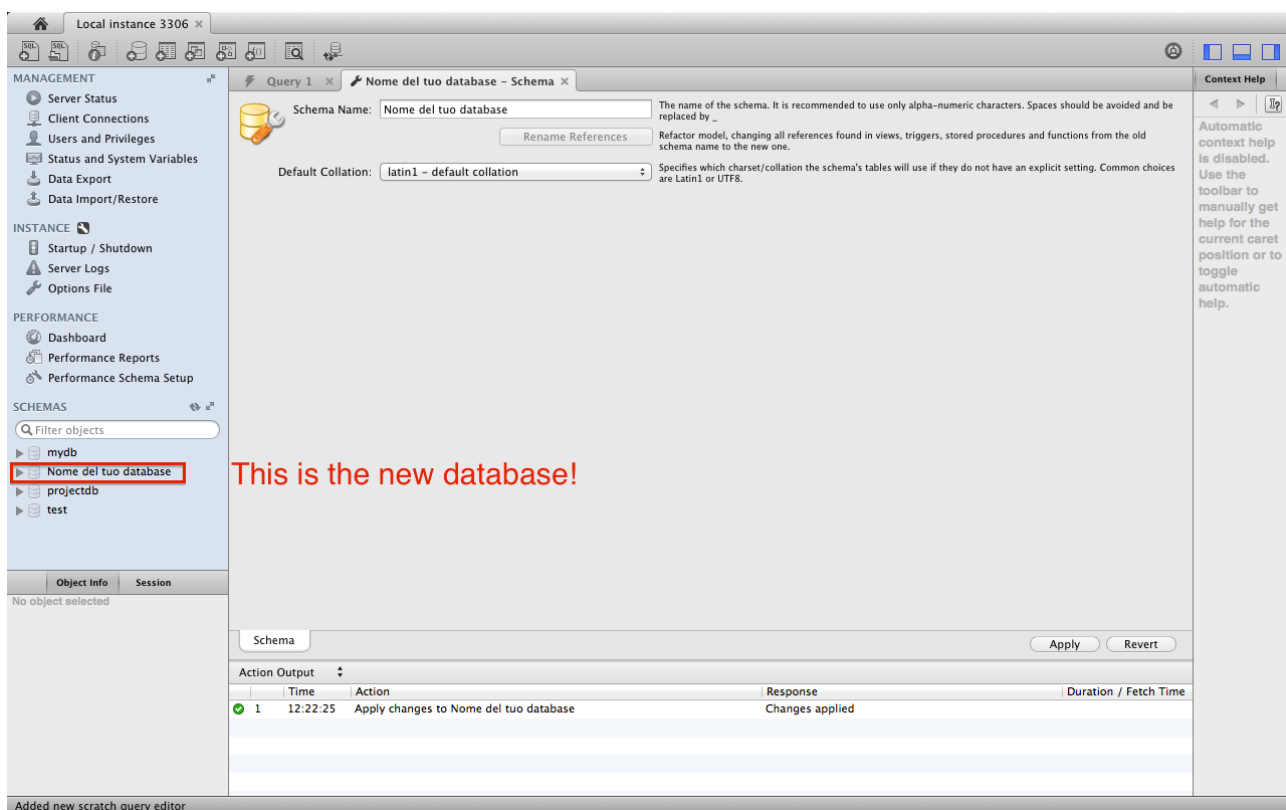 Local instance 3306 ×
MANAGEMENT
Server Status
Client Connections
Users and Privileges
Status and System Variables
Data Export
Data Import/Restore
INSTANCE
Startup / Shutdown
Server Logs
Options File
PERFORMANCE
Dashboard
Performance Reports
Performance Schema Setup
SCHEMAS
Filter objects
mydb
Nome del tuo database
projectdb
test
Object Info Session
No object selected
Query 1 × Nome del tuo database - Schema ×
Schema Name: Nome del tuo database
The name of the schema. It is recommended to use only alpha-numeric characters. Spaces should be avoided and be
replaced by _
Rename References
Refactor model, changing all references found in views, triggers, stored procedures and functions from the old
schema name to the new one.
Default Collation: latin1 - default collation
Specifies which charset/collation the schema's tables will use if they do not have an explicit setting. Common choices
are Latin1 or UTF8.
This is the new database!
Schema
Apply Revert
Action Output
Time Action Response Duration / Fetch Time
1 12:22:25 Apply changes to Nome del tuo database Changes applied
Context Help
Automatic
context help
is disabled.
Use the
toolbar to
manually get
help for the
current caret
position or to
toggle
automatic
help.
Added new scratch query editor